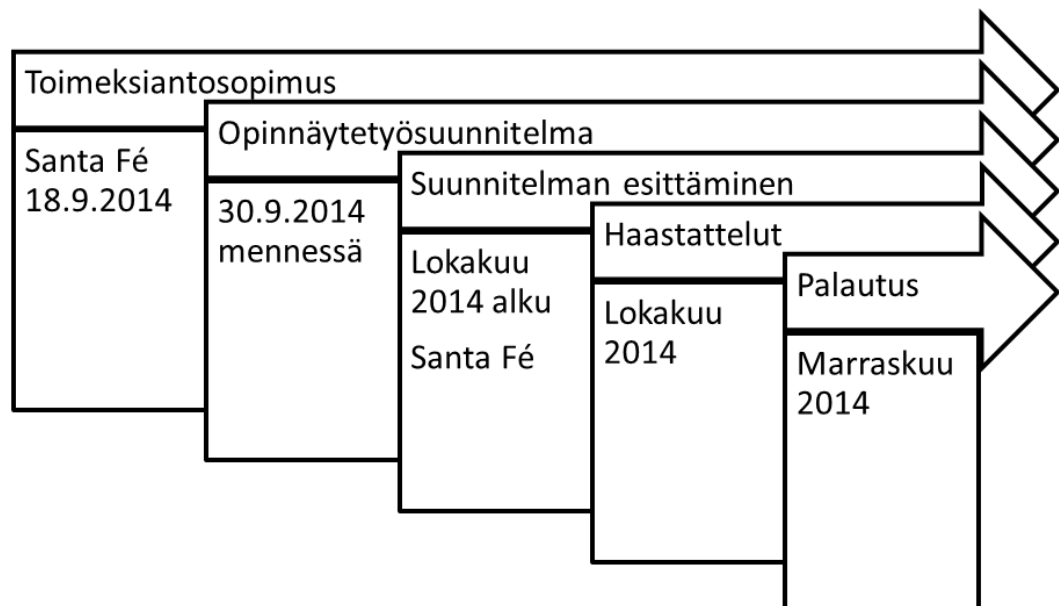 Toimeksiantosopimus
Santa Fé
18.9.2014
Opinnäytetyösuunnitelma
30.9.2014
mennessä
Suunnitelman esittäminen
Lokakuu
2014 alku
Santa Fé
Haastattelut
Lokakuu
2014
Palautus
Marraskuu
2014